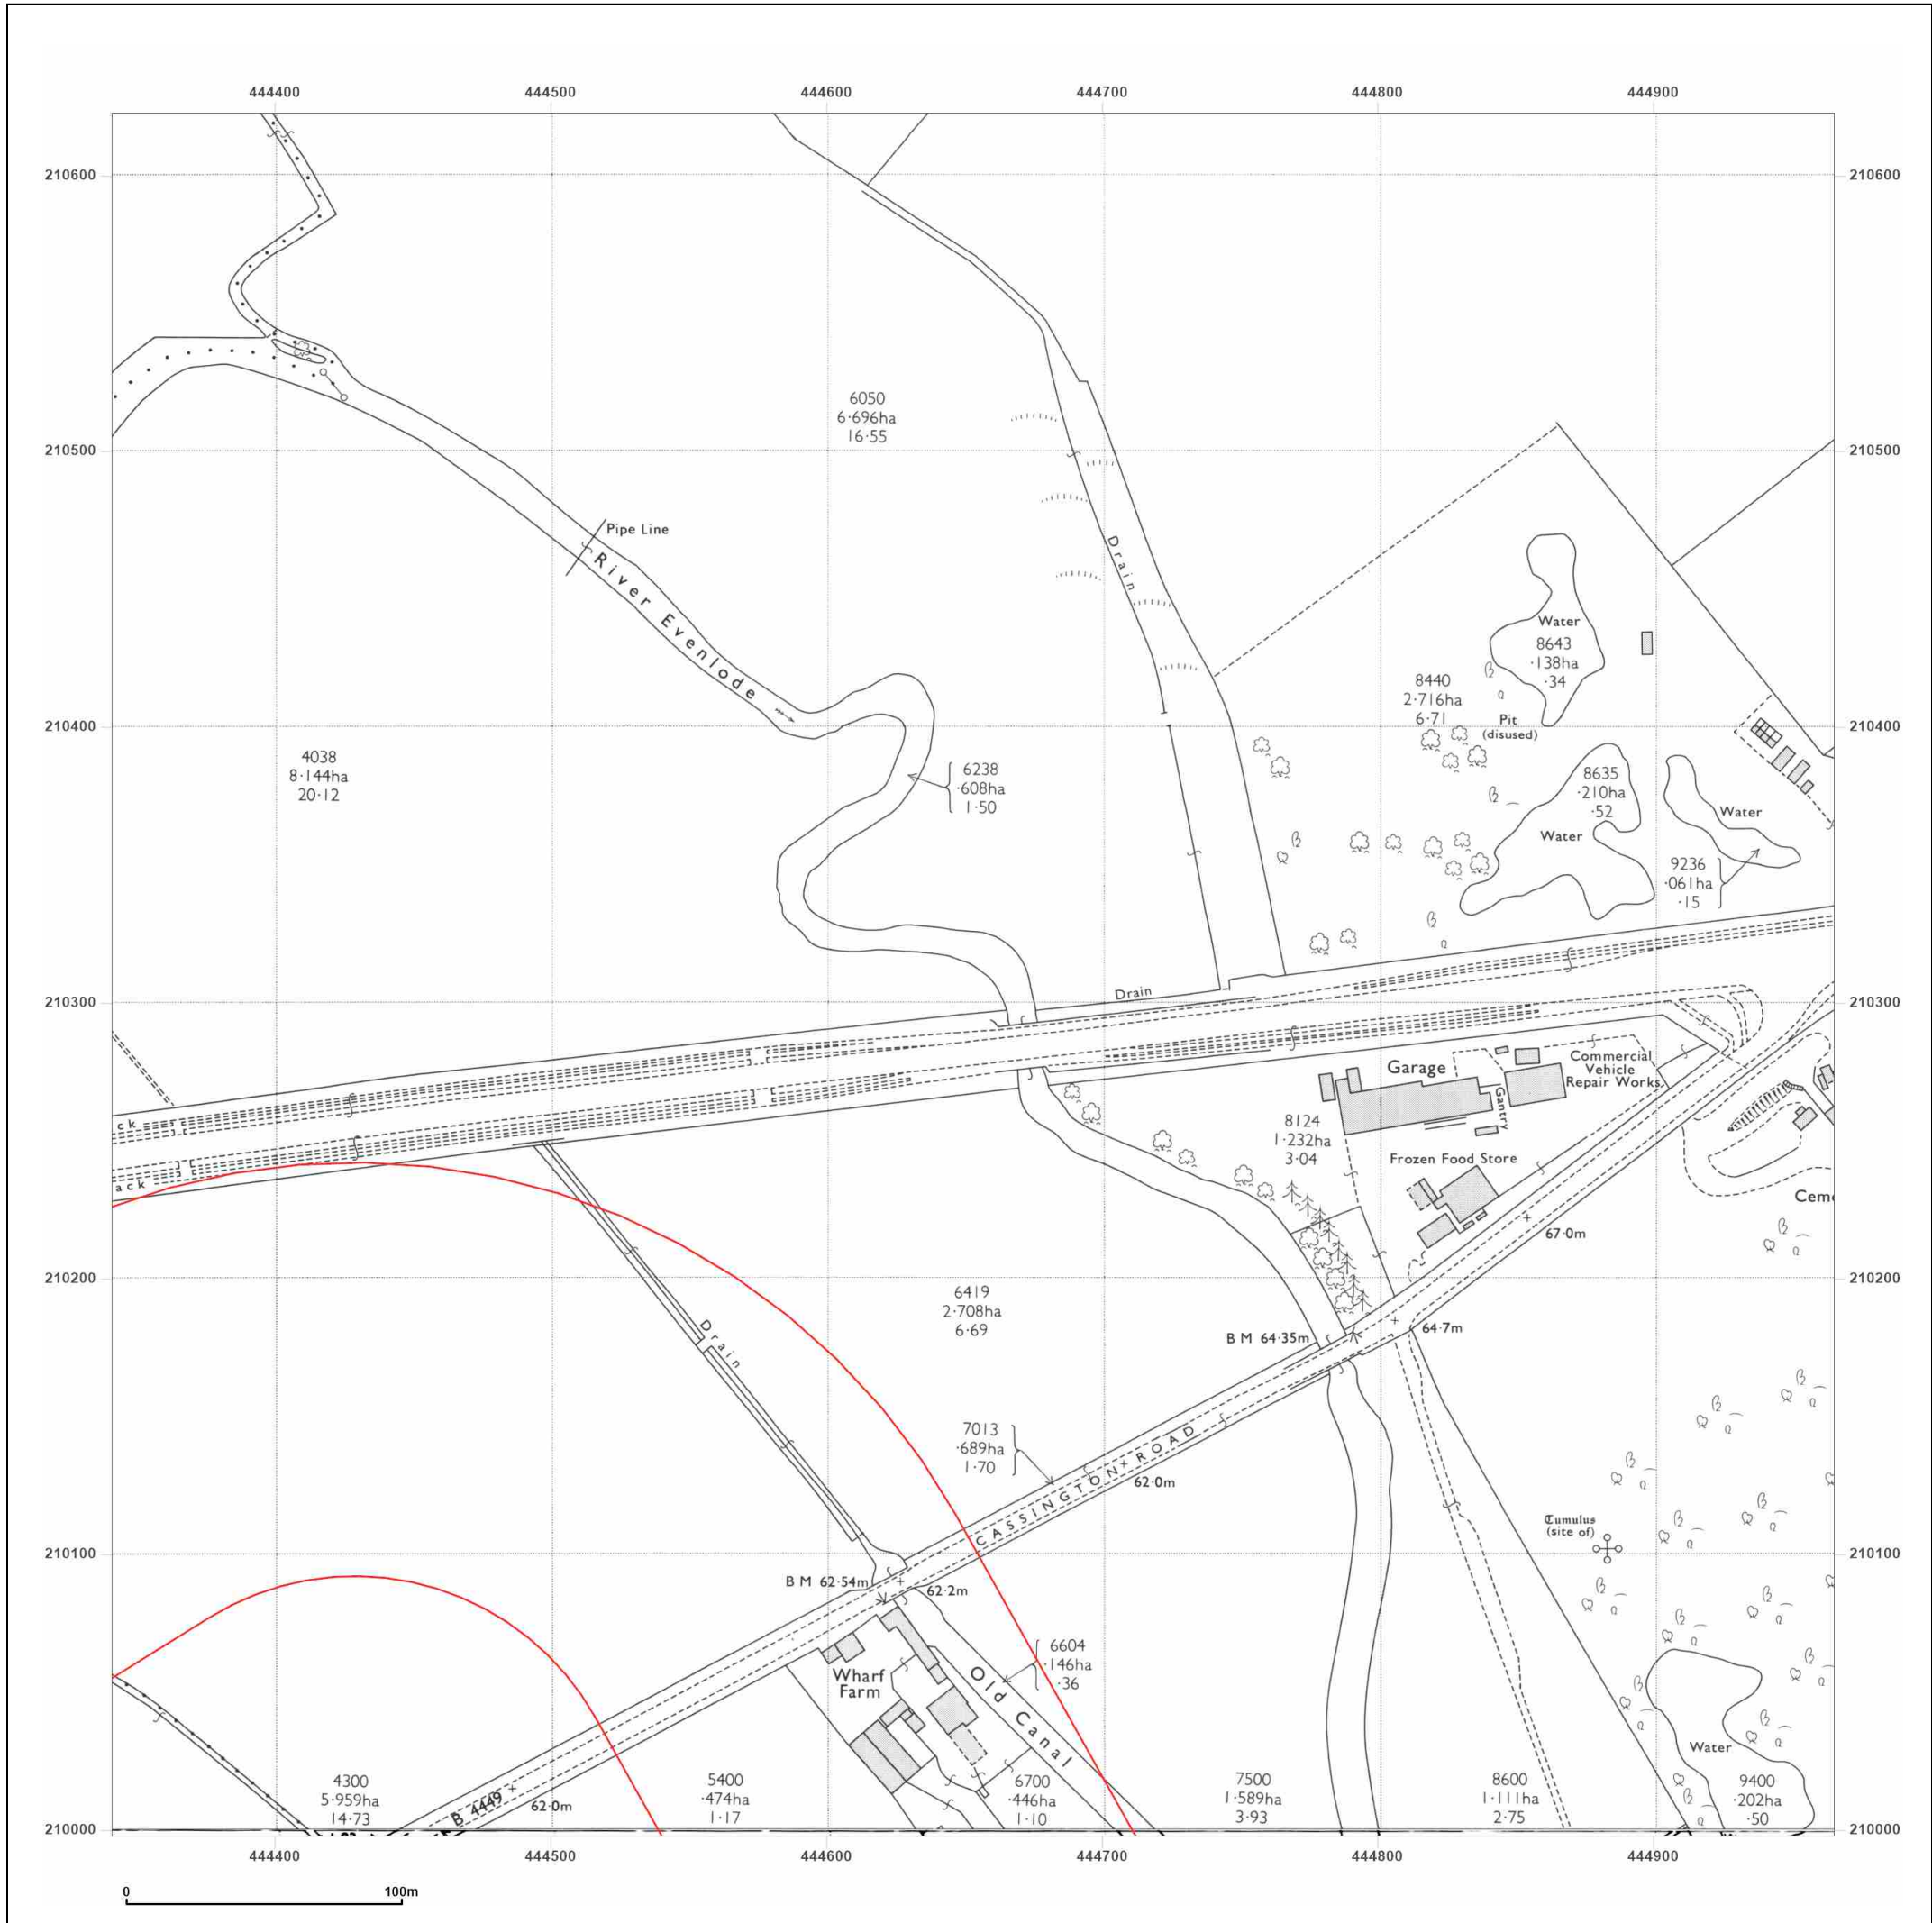 444400
444500
444600
444700
444800
444900
210600
210600
6050
6·696ha
16·55
210500
210500
Pipe Line
River Evenlode
Drain
Water
8643
·138ha
·34
8440
2·716ha
6·71
Pit
(disused)
210400
210400
4038
8·144ha
20·12
6238
·608ha
1·50
8635
·210ha
·52
Water
Water
9236
·061ha
·15
Drain
210300
210300
Garage
Commercial
Vehicle
Repair Works
Gantry
ck
8124
1·232ha
3·04
Frozen Food Store
ack
Ceme
67·0m
210200
210200
6419
2·708ha
6·69
Drain
B M 64·35m
64·7m
7013
·689ha
1·70
CASSINGTON ROAD
62·0m
Tumulus
(site of)
210100
210100
B M 62·54m
62·2m
6604
·146ha
·36
Wharf
Farm
Old Canal
Water
4300
5·959ha
14·73
B 4449
62·0m
5400
·474ha
1·17
6700
·446ha
1·10
7500
1·589ha
3·93
8600
1·111ha
2·75
9400
·202ha
·50
210000
210000
444400
444500
444600
444700
444800
444900
0
100m